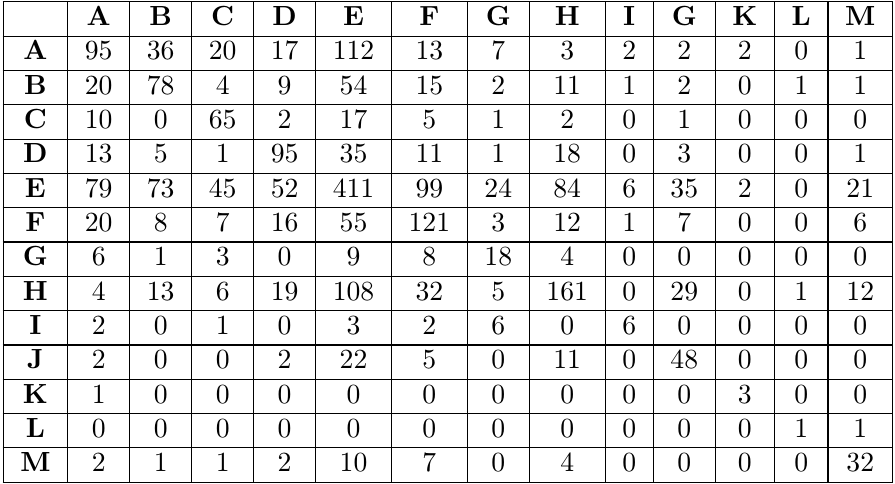 A B C D E F G H I G K L M
A 95 36 20 17 112 13 7 3 2 2 2 0 1
B 20 78 4 9 54 15 2 11 1 2 0 1 1
C 10 0 65 2 17 5 1 2 0 1 0 0 0
D 13 5 1 95 35 11 1 18 0 3 0 0 1
E 79 73 45 52 411 99 24 84 6 35 2 0 21
F 20 8 7 16 55 121 3 12 1 7 0 0 6
G 6 1 3 0 9 8 18 4 0 0 0 0 0
H 4 13 6 19 108 32 5 161 0 29 0 1 12
I 2 0 1 0 3 2 6 0 6 0 0 0 0
J 2 0 0 2 22 5 0 11 0 48 0 0 0
K 1 0 0 0 0 0 0 0 0 0 3 0 0
L 0 0 0 0 0 0 0 0 0 0 0 1 1
M 2 1 1 2 10 7 0 4 0 0 0 0 32